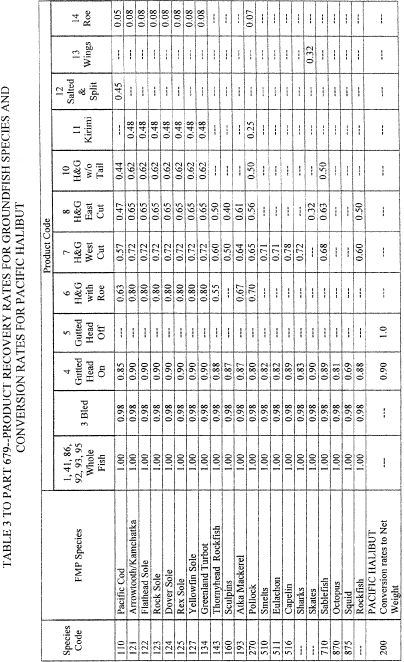 TABLE 3 TO PART 679--PRODUCT RECOVERY RATES FOR GROUNDFISH SPECIES AND
CONVERSION RATES FOR PACIFIC HALIBUT
Product Code
Species Code FMP Species 1, 41, 86, 92, 93, 95 Whole Fish 3 Bled 4 Gutted Head On 5 Gutted Head Off 6 H&G with Roe 7 H&G West Cut 8 H&G East Cut 10 H&G w/o Tail 11 Kirimi 12 Salted & Split 13 Wings 14 Roe
110 Pacific Cod 1.00 0.98 0.85 --- 0.63 0.57 0.47 0.44 --- 0.45 --- 0.05
121 Arrowtooth/Kamchatka 1.00 0.98 0.90 --- 0.80 0.72 0.65 0.62 0.48 --- --- 0.08
122 Flathead Sole 1.00 0.98 0.90 --- 0.80 0.72 0.65 0.62 0.48 --- --- 0.08
123 Rock Sole 1.00 0.98 0.90 --- 0.80 0.72 0.65 0.62 0.48 --- --- 0.08
124 Dover Sole 1.00 0.98 0.90 --- 0.80 0.72 0.65 0.62 0.48 --- --- 0.08
125 Rex Sole 1.00 0.98 0.90 --- 0.80 0.72 0.65 0.62 0.48 --- --- 0.08
127 Yellowfin Sole 1.00 0.98 0.90 --- 0.80 0.72 0.65 0.62 0.48 --- --- 0.08
134 Greenland Turbot 1.00 0.98 0.90 --- 0.80 0.72 0.65 0.62 0.48 --- --- 0.08
143 Thornyhead Rockfish 1.00 0.98 0.88 --- 0.55 0.60 0.50 --- --- --- --- ---
160 Sculpins 1.00 0.98 0.87 --- --- 0.50 0.40 --- --- --- --- ---
193 Atka Mackerel 1.00 0.98 0.87 --- 0.67 0.64 0.61 --- --- --- --- ---
270 Pollock 1.00 0.98 0.80 --- 0.70 0.65 0.56 0.50 0.25 --- --- 0.07
510 Smelts 1.00 0.98 0.82 --- --- 0.71 --- --- --- --- --- ---
511 Eulachon 1.00 0.98 0.82 --- --- 0.71 --- --- --- --- --- ---
516 Capelin 1.00 0.98 0.89 --- --- 0.78 --- --- --- --- --- ---
--- Sharks 1.00 0.98 0.83 --- --- 0.72 --- --- --- --- --- ---
--- Skates 1.00 0.98 0.90 --- --- --- 0.32 --- --- --- 0.32 ---
710 Sablefish 1.00 0.98 0.89 --- --- 0.68 0.63 0.50 --- --- --- ---
870 Octopus 1.00 0.98 0.81 --- --- --- --- --- --- --- --- ---
875 Squid 1.00 0.98 0.69 --- --- --- --- --- --- --- --- ---
--- Rockfish 1.00 0.98 0.88 --- --- 0.60 0.50 --- --- --- --- ---
PACIFIC HALIBUT
200 Conversion rates to Net Weight --- --- 0.90 1.0 --- --- --- --- --- --- --- ---